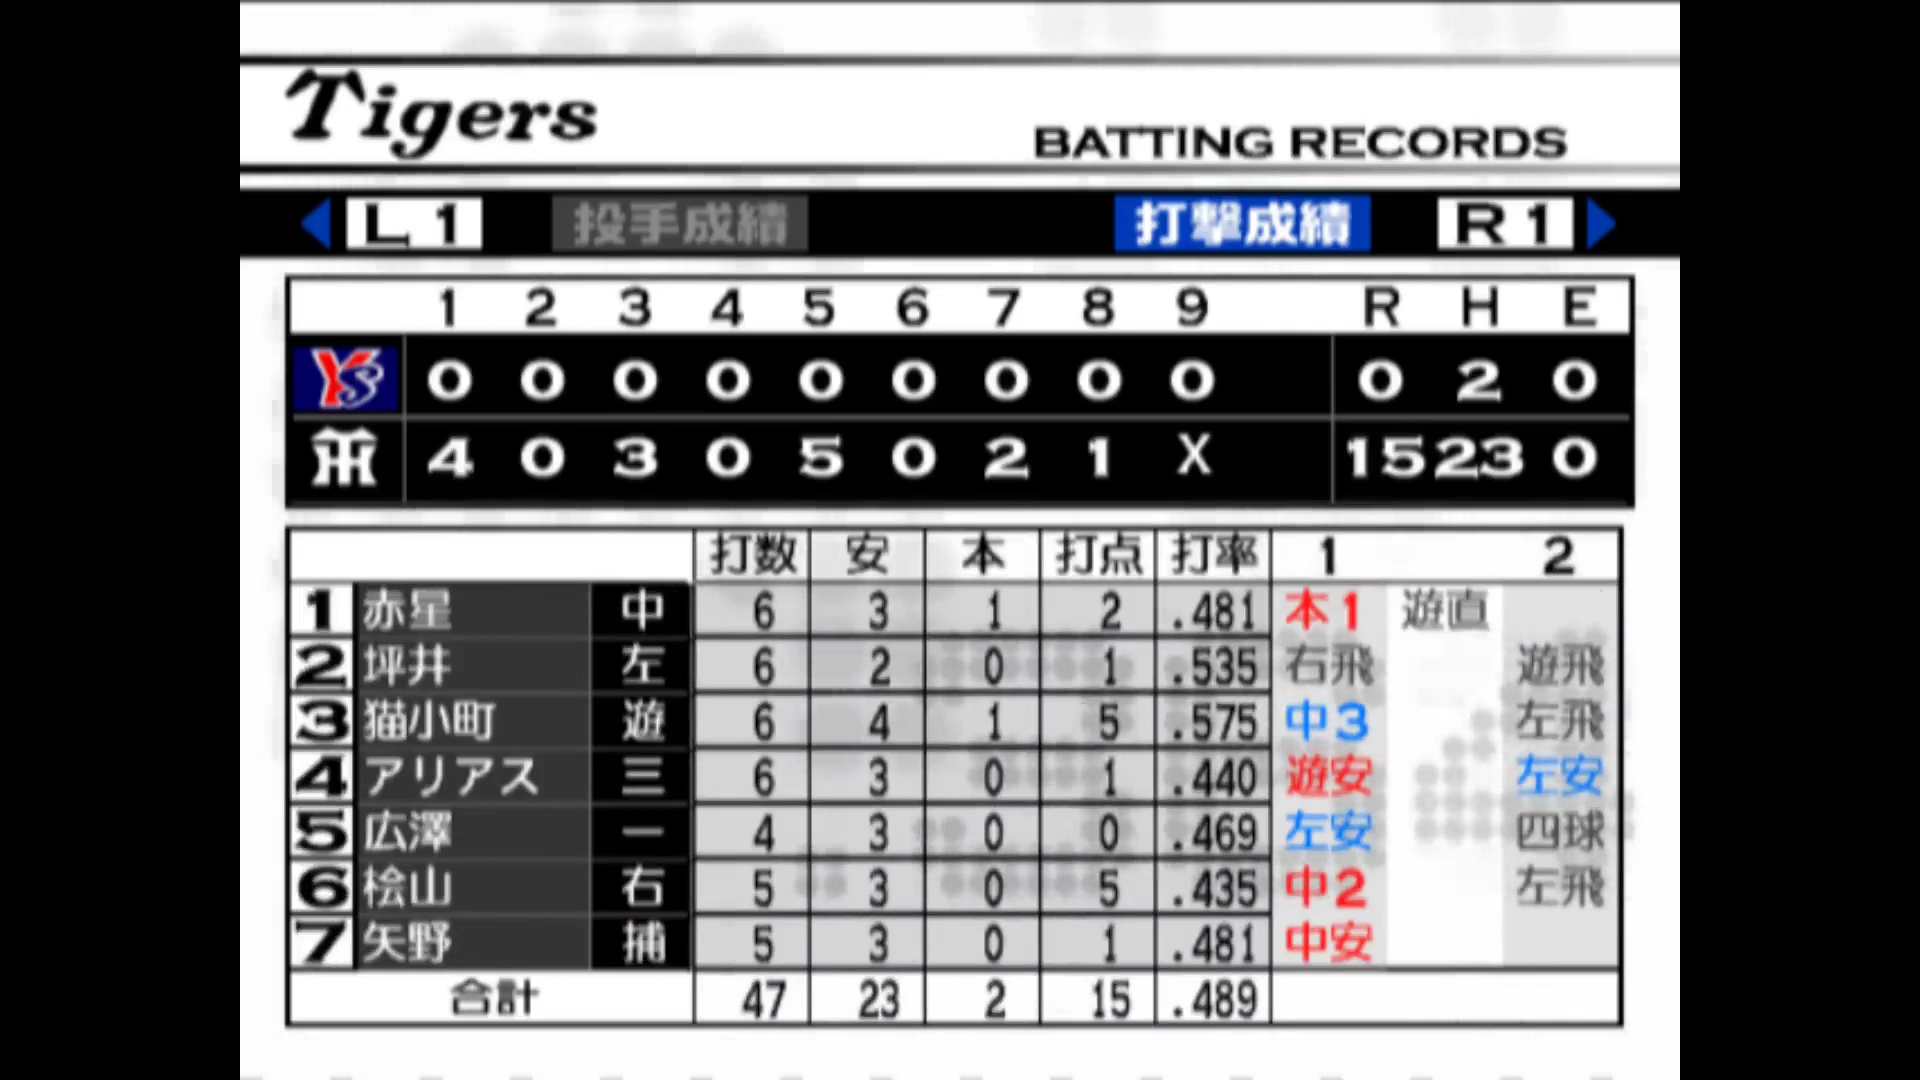 Tigers
BATTING RECORDS
L1 投手成績 打撃成績 R1
1 2 3 4 5 6 7 8 9 R H E
YS 0 0 0 0 0 0 0 0 0 0 2 0
TH 4 0 3 0 5 0 2 1 X 15 23 0
打数 安 本 打点 打率 1 2
1 赤星 中 6 3 1 2 .481 本1 遊直
2 坪井 左 6 2 0 1 .535 右飛 遊飛
3 猫小町 遊 6 4 1 5 .575 中3 左飛
4 アリアス 三 6 3 0 1 .440 遊安 左安
5 広澤 一 4 3 0 0 .469 左安 四球
6 桧山 右 5 3 0 5 .435 中2 左飛
7 矢野 捕 5 3 0 1 .481 中安
合計 47 23 2 15 .489